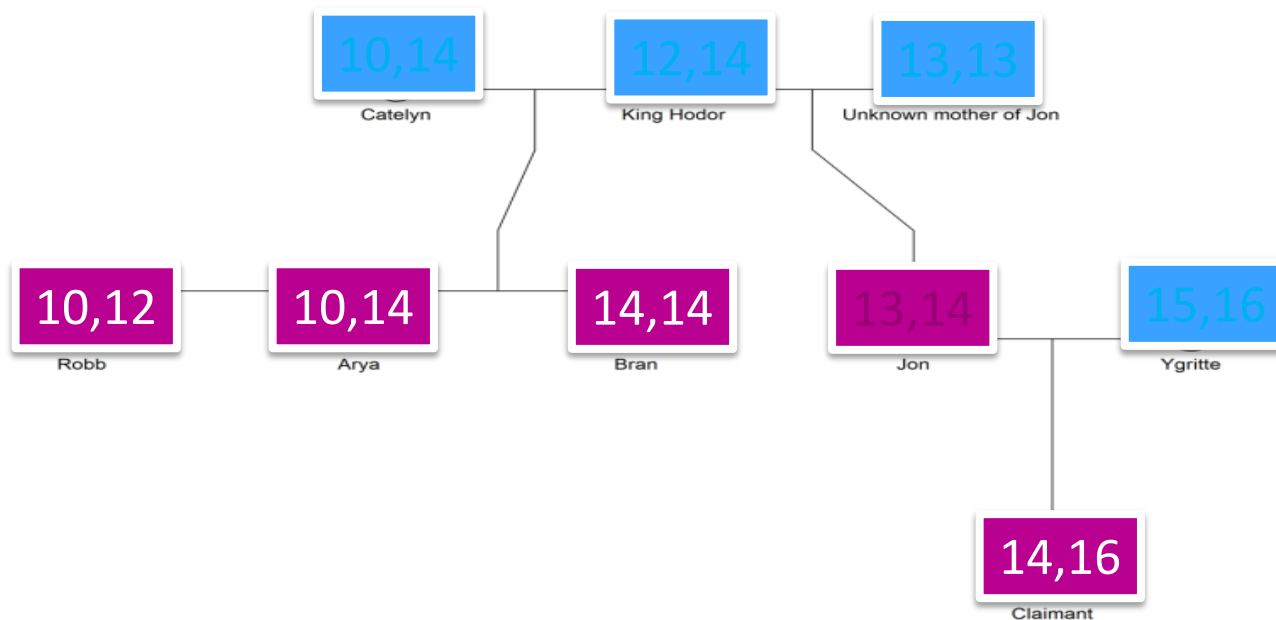 10,14 12,14 13,13
Catelyn King Hodor Unknown mother of Jon
10,12 10,14 14,14 13,14 15,16
Robb Arya Bran Jon Ygritte
14,16
Claimant